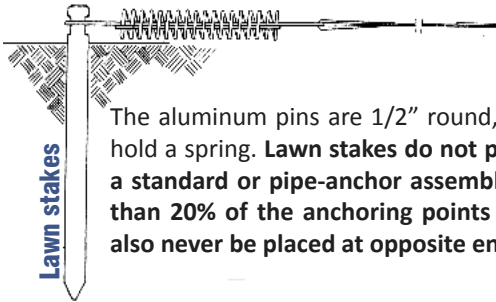 Lawn stakes
The aluminum pins are 1/2” round,
hold a spring. Lawn stakes do not p
a standard or pipe-anchor assembl
than 20% of the anchoring points
also never be placed at opposite en